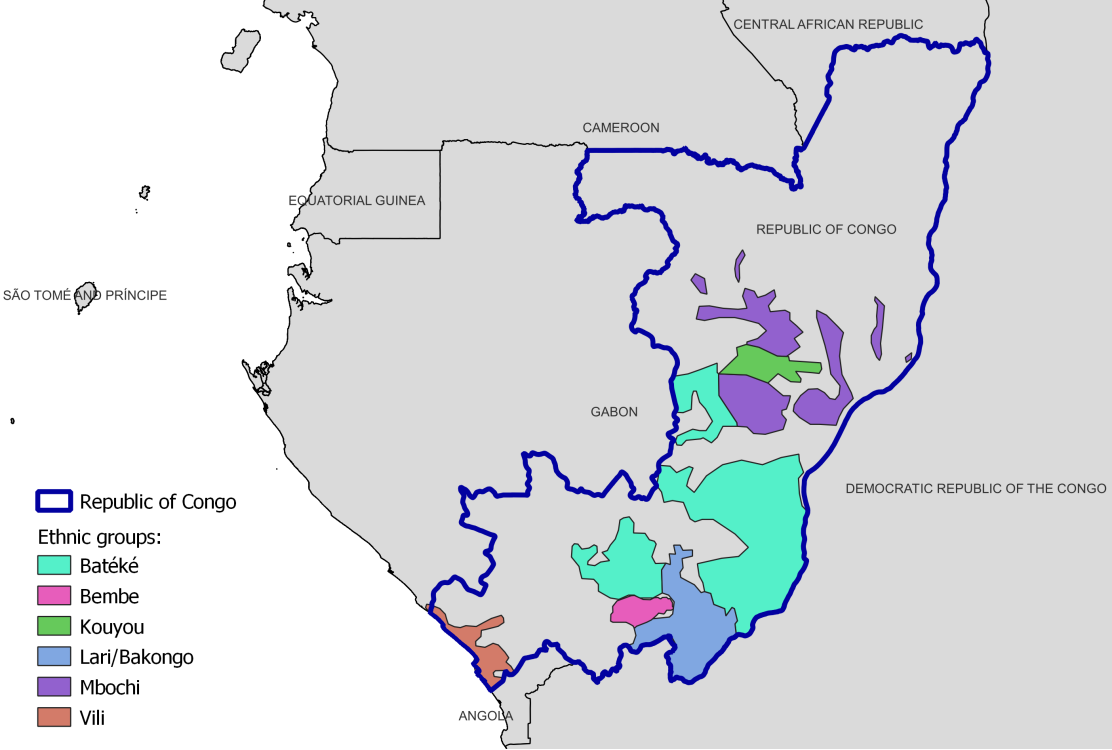 CENTRAL AFRICAN REPUBLIC
CAMEROON
EQUATORIAL GUINEA
REPUBLIC OF CONGO
SÃO TOMÉ AND PRÍNCIPE
GABON
DEMOCRATIC REPUBLIC OF THE CONGO
Republic of Congo
Ethnic groups:
Batéké
Bembe
Kouyou
Lari/Bakongo
Mbochi
Vili
ANGOLA